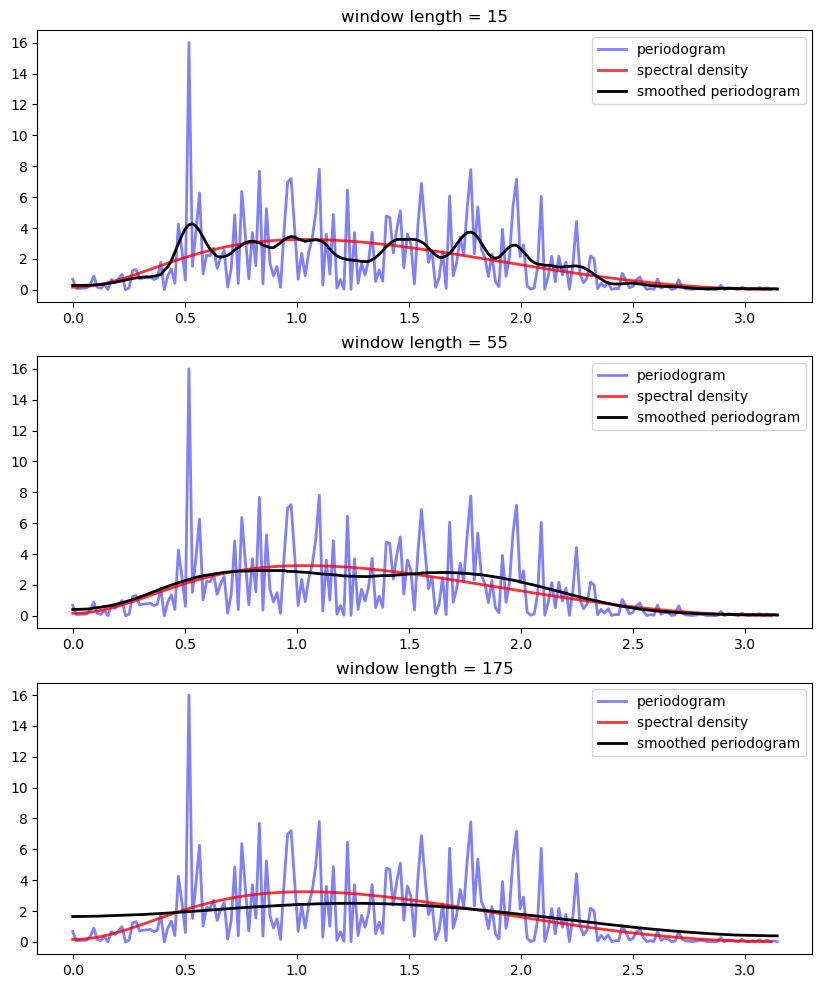 window length = 15
16
14
12
10
8
6
4
2
0
periodogram
spectral density
smoothed periodogram
0.0 0.5 1.0 1.5 2.0 2.5 3.0
window length = 55
16
14
12
10
8
6
4
2
0
periodogram
spectral density
smoothed periodogram
0.0 0.5 1.0 1.5 2.0 2.5 3.0
window length = 175
16
14
12
10
8
6
4
2
0
periodogram
spectral density
smoothed periodogram
0.0 0.5 1.0 1.5 2.0 2.5 3.0